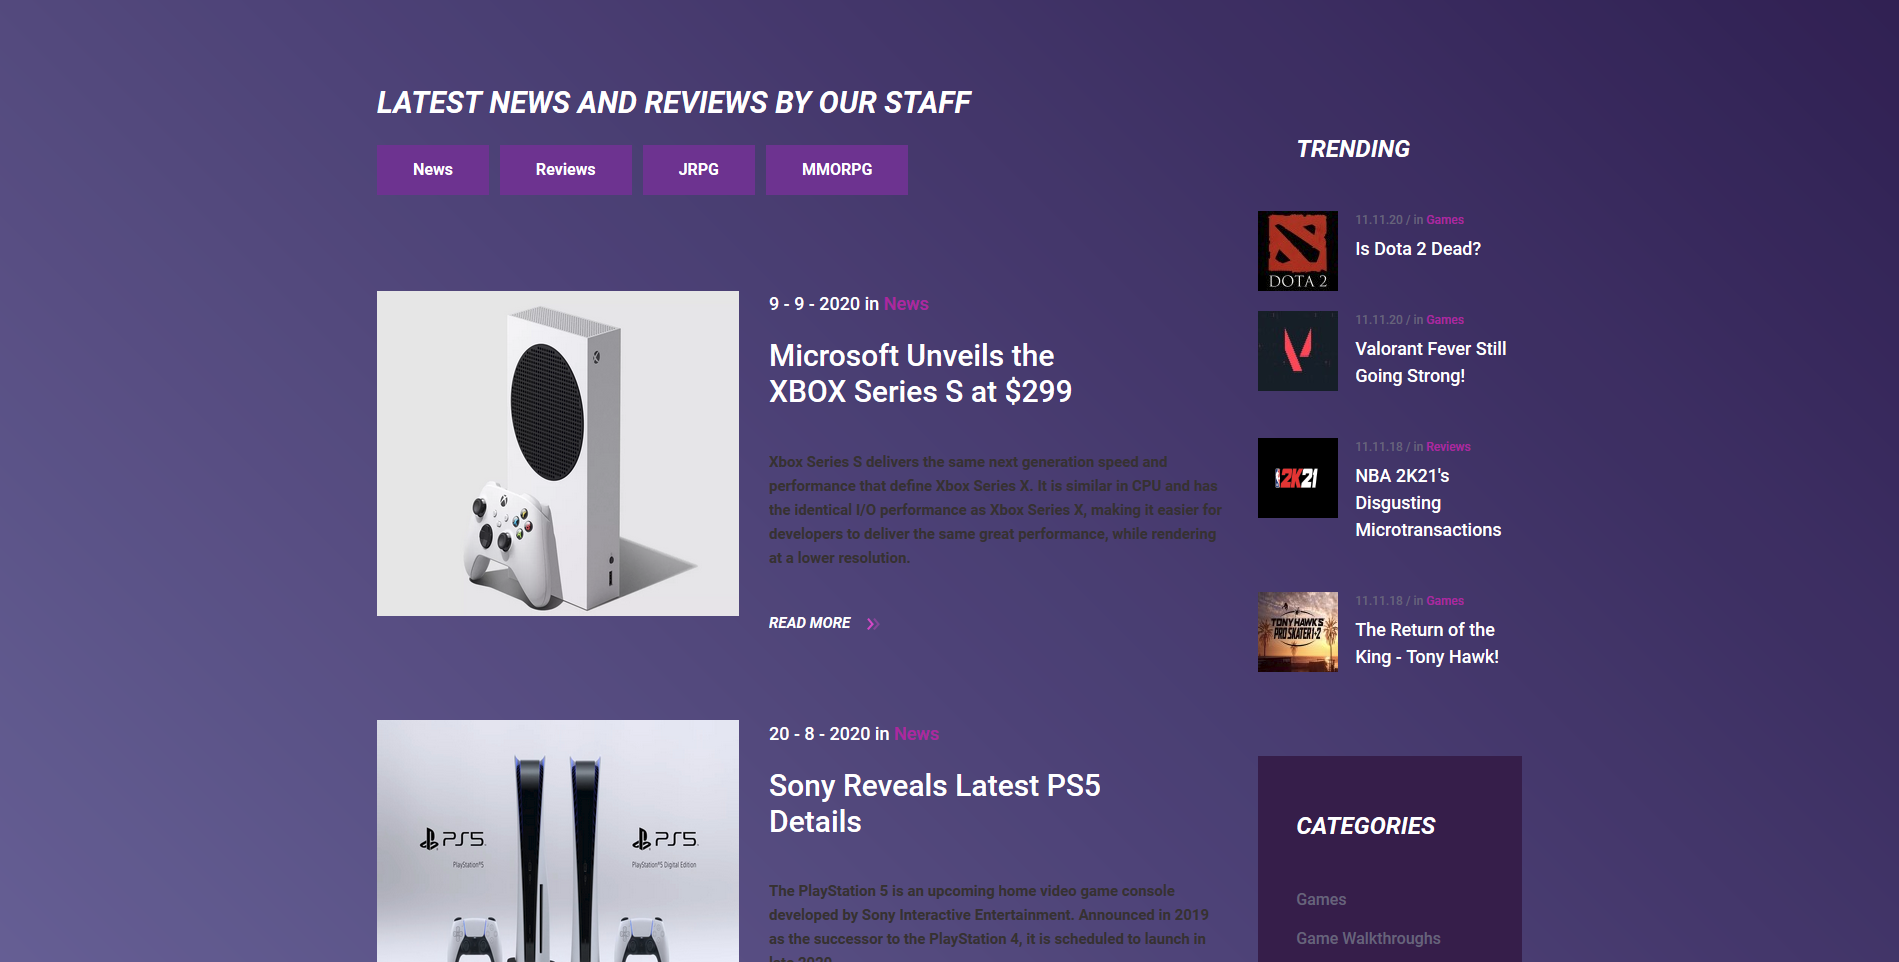 LATEST NEWS AND REVIEWS BY OUR STAFF
News
Reviews
JRPG
MMORPG
9 - 9 - 2020 in News
Microsoft Unveils the
XBOX Series S at $299
Xbox Series S delivers the same next generation speed and
performance that define Xbox Series X. It is similar in CPU and has
the identical I/O performance as Xbox Series X, making it easier for
developers to deliver the same great performance, while rendering
at a lower resolution.
READ MORE
20 - 8 - 2020 in News
PS5
PlayStation®5
PS5
PlayStation®5 Digital Edition
Sony Reveals Latest PS5
Details
The PlayStation 5 is an upcoming home video game console
developed by Sony Interactive Entertainment. Announced in 2019
as the successor to the PlayStation 4, it is scheduled to launch in
late 2020
TRENDING
DOTA 2
11.11.20 / in Games
Is Dota 2 Dead?
11.11.20 / in Games
Valorant Fever Still
Going Strong!
2K21
11.11.18 / in Reviews
NBA 2K21's
Disgusting
Microtransactions
TONY HAWK'S
PRO SKATER 1+2
11.11.18 / in Games
The Return of the
King - Tony Hawk!
CATEGORIES
Games
Game Walkthroughs